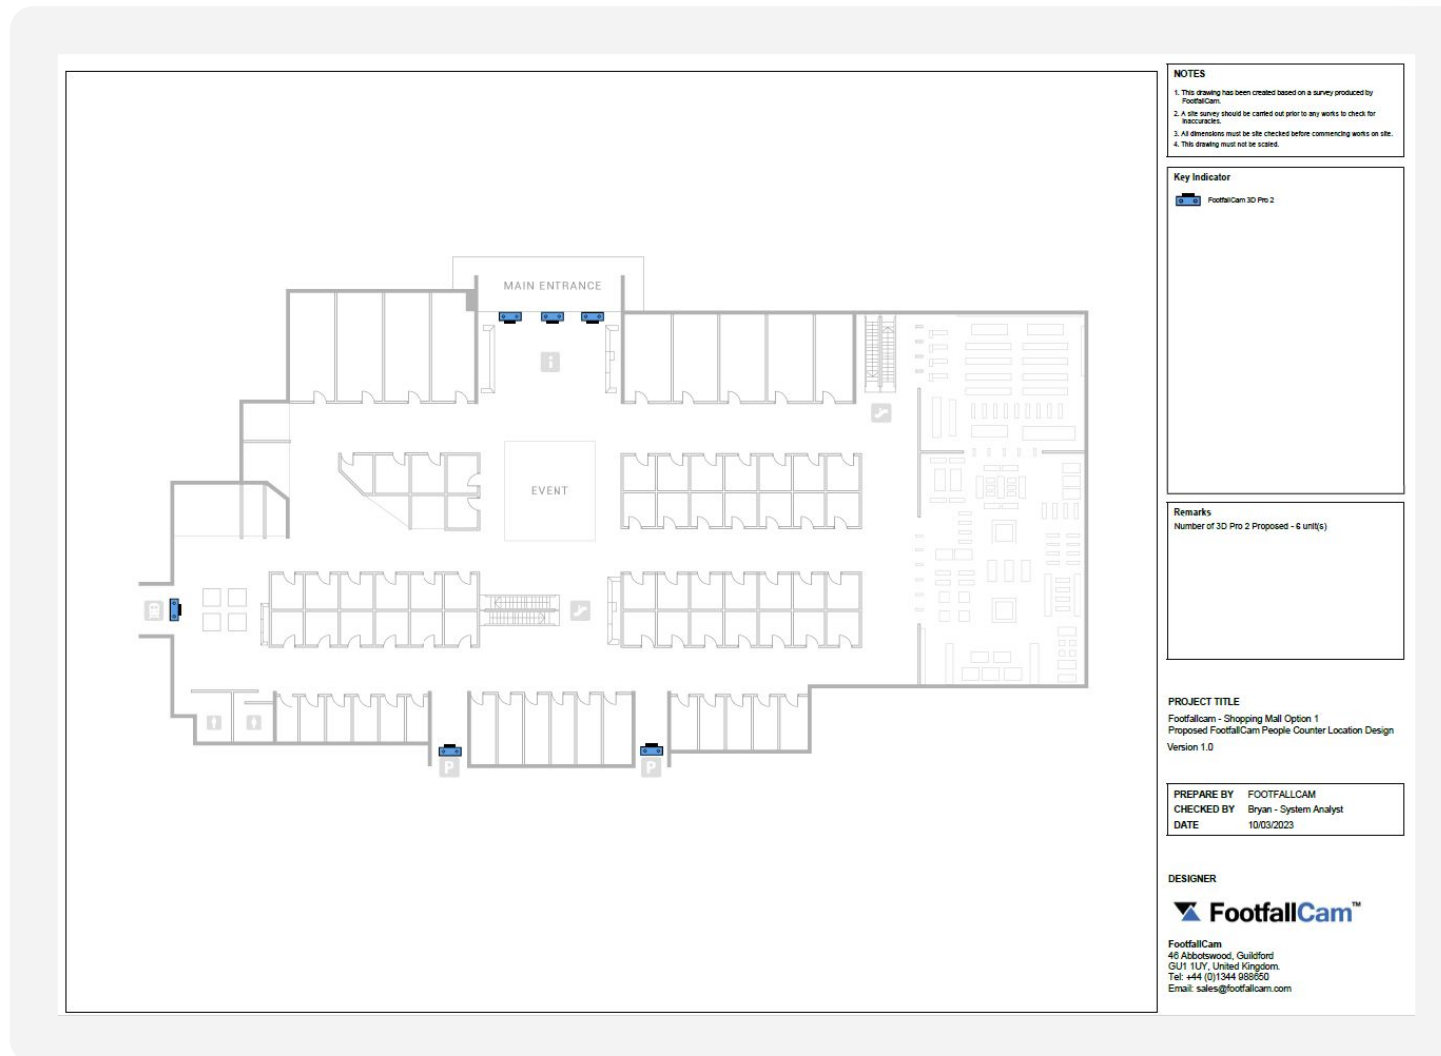 MAIN ENTRANCE
i
EVENT
P
P
NOTES
1. This drawing has been created based on a survey produced by
FootfallCam.
2. A site survey should be carried out prior to any works to check for
inaccuracies.
3. All dimensions must be site checked before commencing works on site.
4. This drawing must not be scaled.
Key Indicator
FootfallCam 3D Pro 2
Remarks
Number of 3D Pro 2 Proposed - 6 unit(s)
PROJECT TITLE
Footfallcam - Shopping Mall Option 1
Proposed FootfallCam People Counter Location Design
Version 1.0
PREPARE BY FOOTFALLCAM
CHECKED BY Bryan - System Analyst
DATE 10/03/2023
DESIGNER
FootfallCam™
FootfallCam
46 Abbotswood, Guildford
GU1 1UY, United Kingdom.
Tel: +44 (0)1344 988650
Email: sales@footfallcam.com